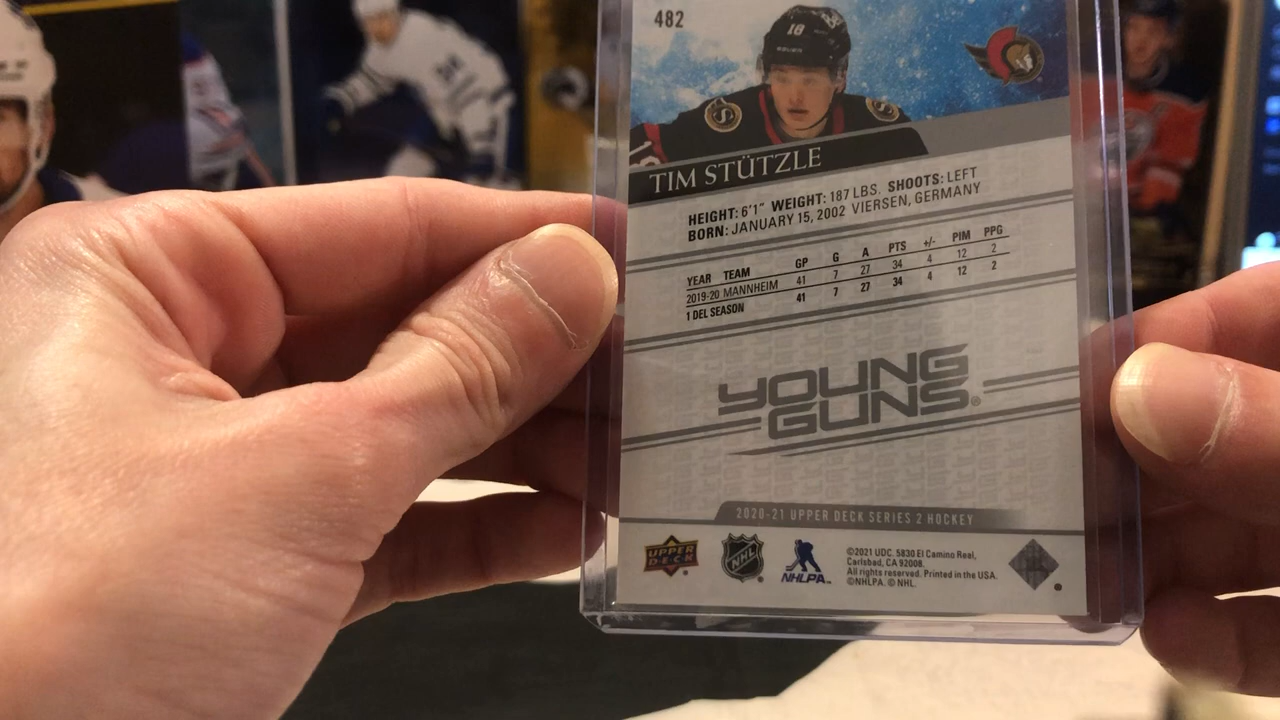 482
18
TIM STÜTZLE
HEIGHT: 6'1" WEIGHT: 187 LBS. SHOOTS: LEFT
BORN: JANUARY 15, 2002 VIERSEN, GERMANY
YEAR TEAM GP G A PTS +/- PIM PPG
2019-20 MANNHEIM 41 7 27 34 4 12 2
1 DEL SEASON 41 7 27 34 4 12 2
YOUNG
GUNS®
2020-21 UPPER DECK SERIES 2 HOCKEY
UPPER
DECK
NHL
NHLPA
©2021 UDC. 5830 El Camino Real,
Carlsbad, CA 92008.
All rights reserved. Printed in the USA.
©NHLPA. © NHL.